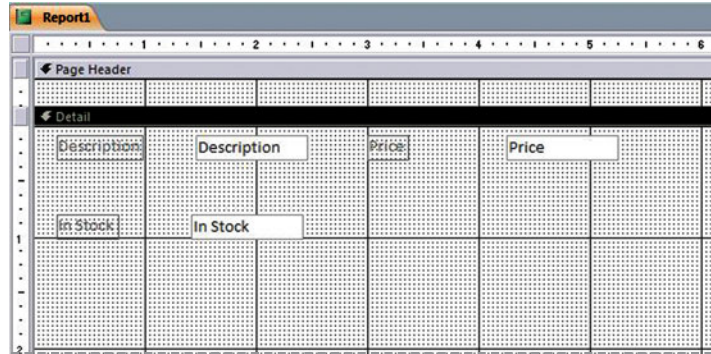 Report1
1 2 3 4 5 6
Page Header
Detail
Description Description Price Price
In Stock In Stock
1
2